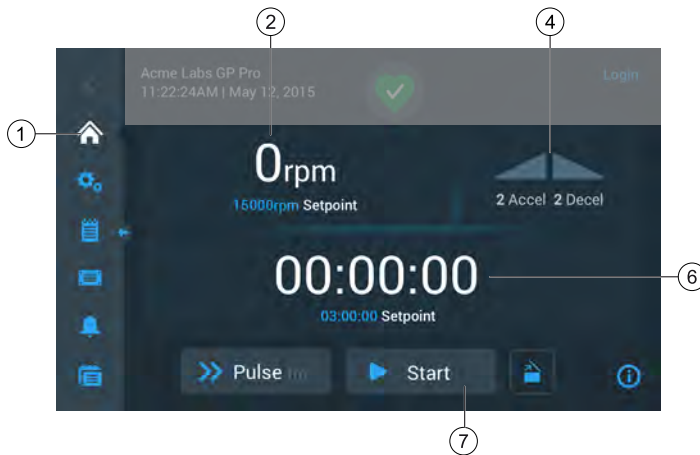 2
4
Acme Labs GP Pro
Login
11:22:24AM | May 12, 2015
1
0rpm
15000rpm Setpoint
2 Accel 2 Decel
00:00:00
6
03:00:00 Setpoint
Pulse
Start
7